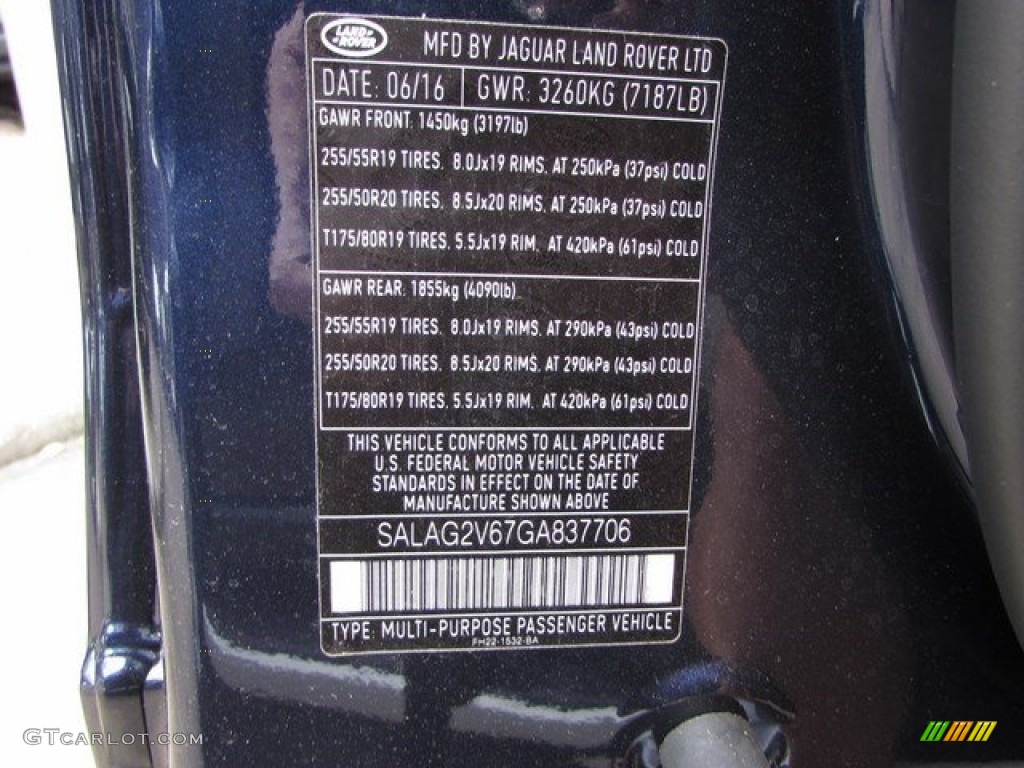 LAND ROVER
MFD BY JAGUAR LAND ROVER LTD
DATE: 06/16 GWR: 3260KG (7187LB)
GAWR FRONT: 1450kg (3197lb)
255/55R19 TIRES. 8.0Jx19 RIMS. AT 250kPa (37psi) COLD
255/50R20 TIRES. 8.5Jx20 RIMS. AT 250kPa (37psi) COLD
T175/80R19 TIRES. 5.5Jx19 RIM. AT 420kPa (61psi) COLD
GAWR REAR: 1855kg (4090lb)
255/55R19 TIRES. 8.0Jx19 RIMS. AT 290kPa (43psi) COLD
255/50R20 TIRES. 8.5Jx20 RIMS. AT 290kPa (43psi) COLD
T175/80R19 TIRES. 5.5Jx19 RIM. AT 420kPa (61psi) COLD
THIS VEHICLE CONFORMS TO ALL APPLICABLE
U.S. FEDERAL MOTOR VEHICLE SAFETY
STANDARDS IN EFFECT ON THE DATE OF
MANUFACTURE SHOWN ABOVE
SALAG2V67GA837706
TYPE: MULTI-PURPOSE PASSENGER VEHICLE
FH22-1532-BA
GTCARLOT.COM